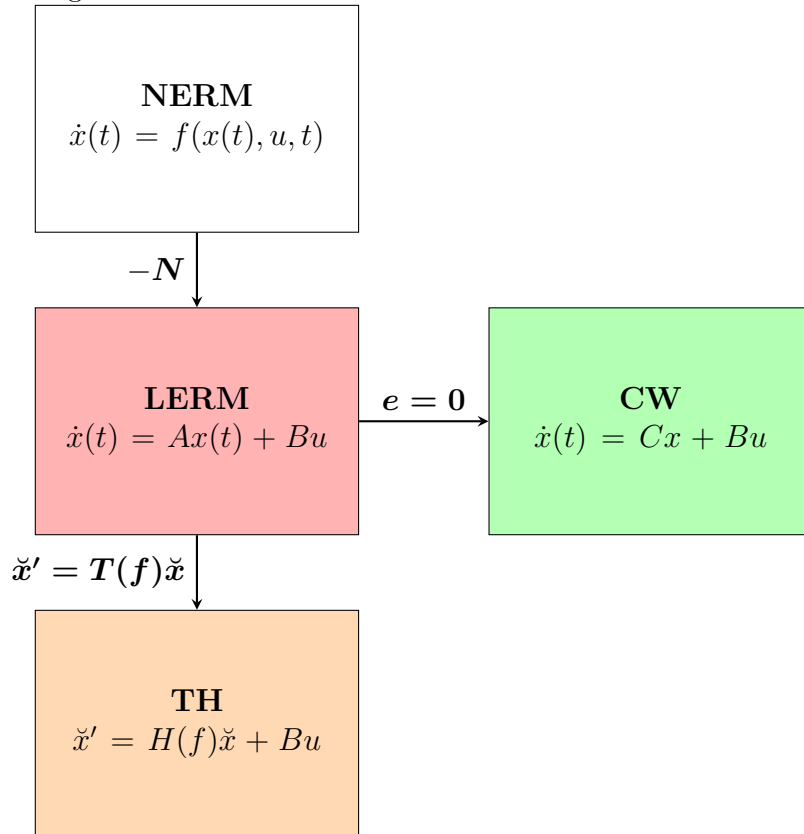 NERM
ẋ(t) = f(x(t), u, t)
−N
LERM
ẋ(t) = Ax(t) + Bu
e = 0
CW
ẋ(t) = Cx + Bu
x̆′ = T(f)x̆
TH
x̆′ = H(f)x̆ + Bu